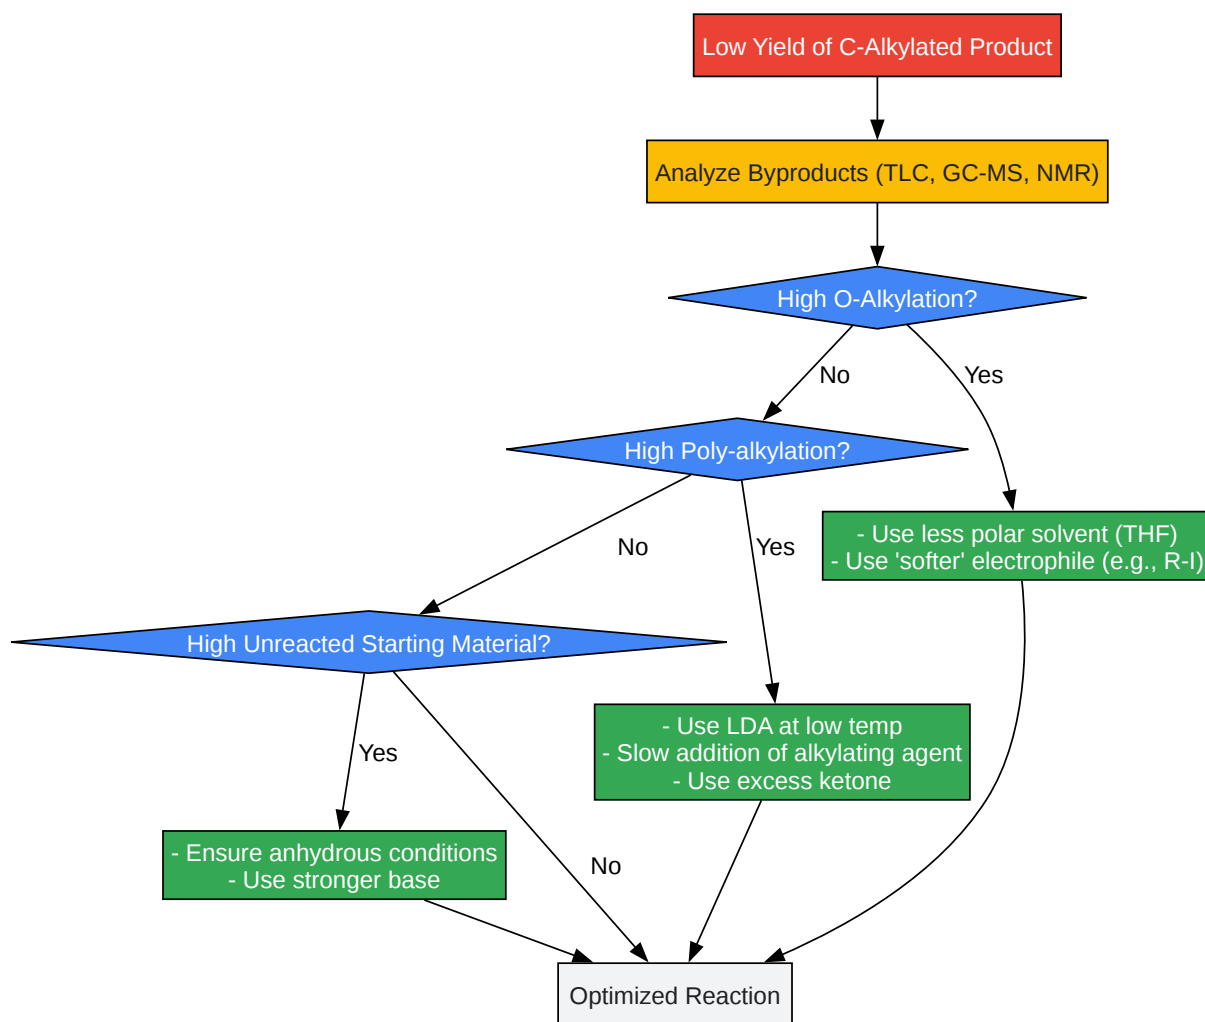 Low Yield of C-Alkylated Product
Analyze Byproducts (TLC, GC-MS, NMR)
High O-Alkylation?
No
Yes
High Poly-alkylation?
No
Yes
- Use less polar solvent (THF)
- Use 'softer' electrophile (e.g., R-I)
High Unreacted Starting Material?
Yes
No
- Use LDA at low temp
- Slow addition of alkylating agent
- Use excess ketone
- Ensure anhydrous conditions
- Use stronger base
Optimized Reaction